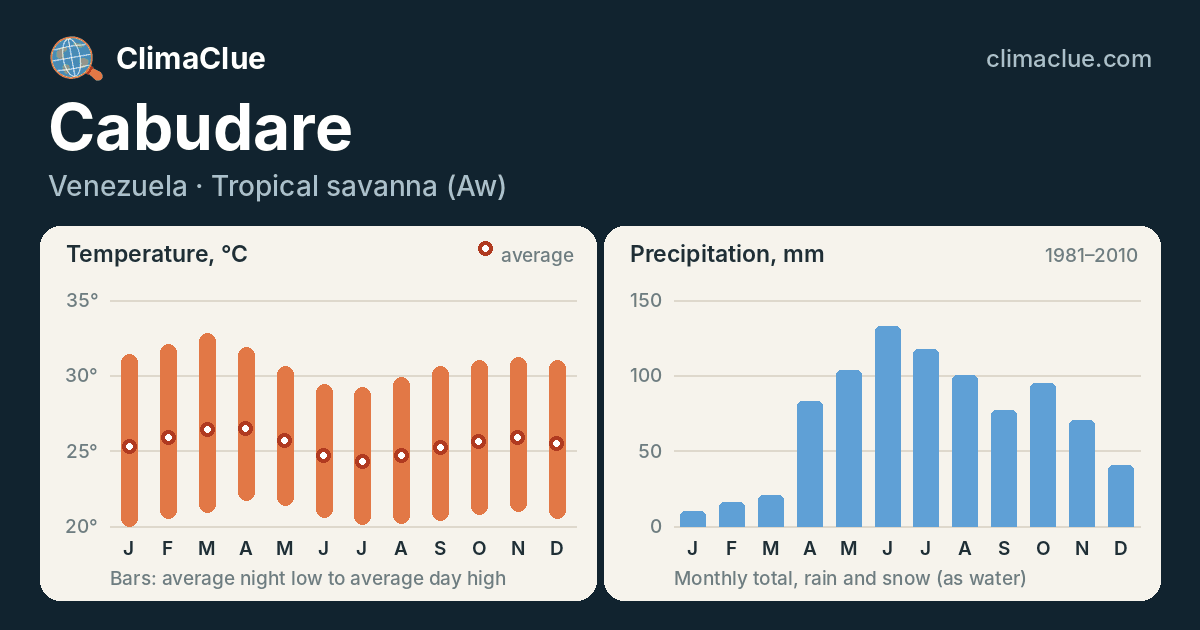 ClimaClue
climaclue.com
Cabudare
Venezuela · Tropical savanna (Aw)
Temperature, °C
average
35°
30°
25°
20°
J F M A M J J A S O N D
Bars: average night low to average day high
Precipitation, mm
1981–2010
150
100
50
0
J F M A M J J A S O N D
Monthly total, rain and snow (as water)